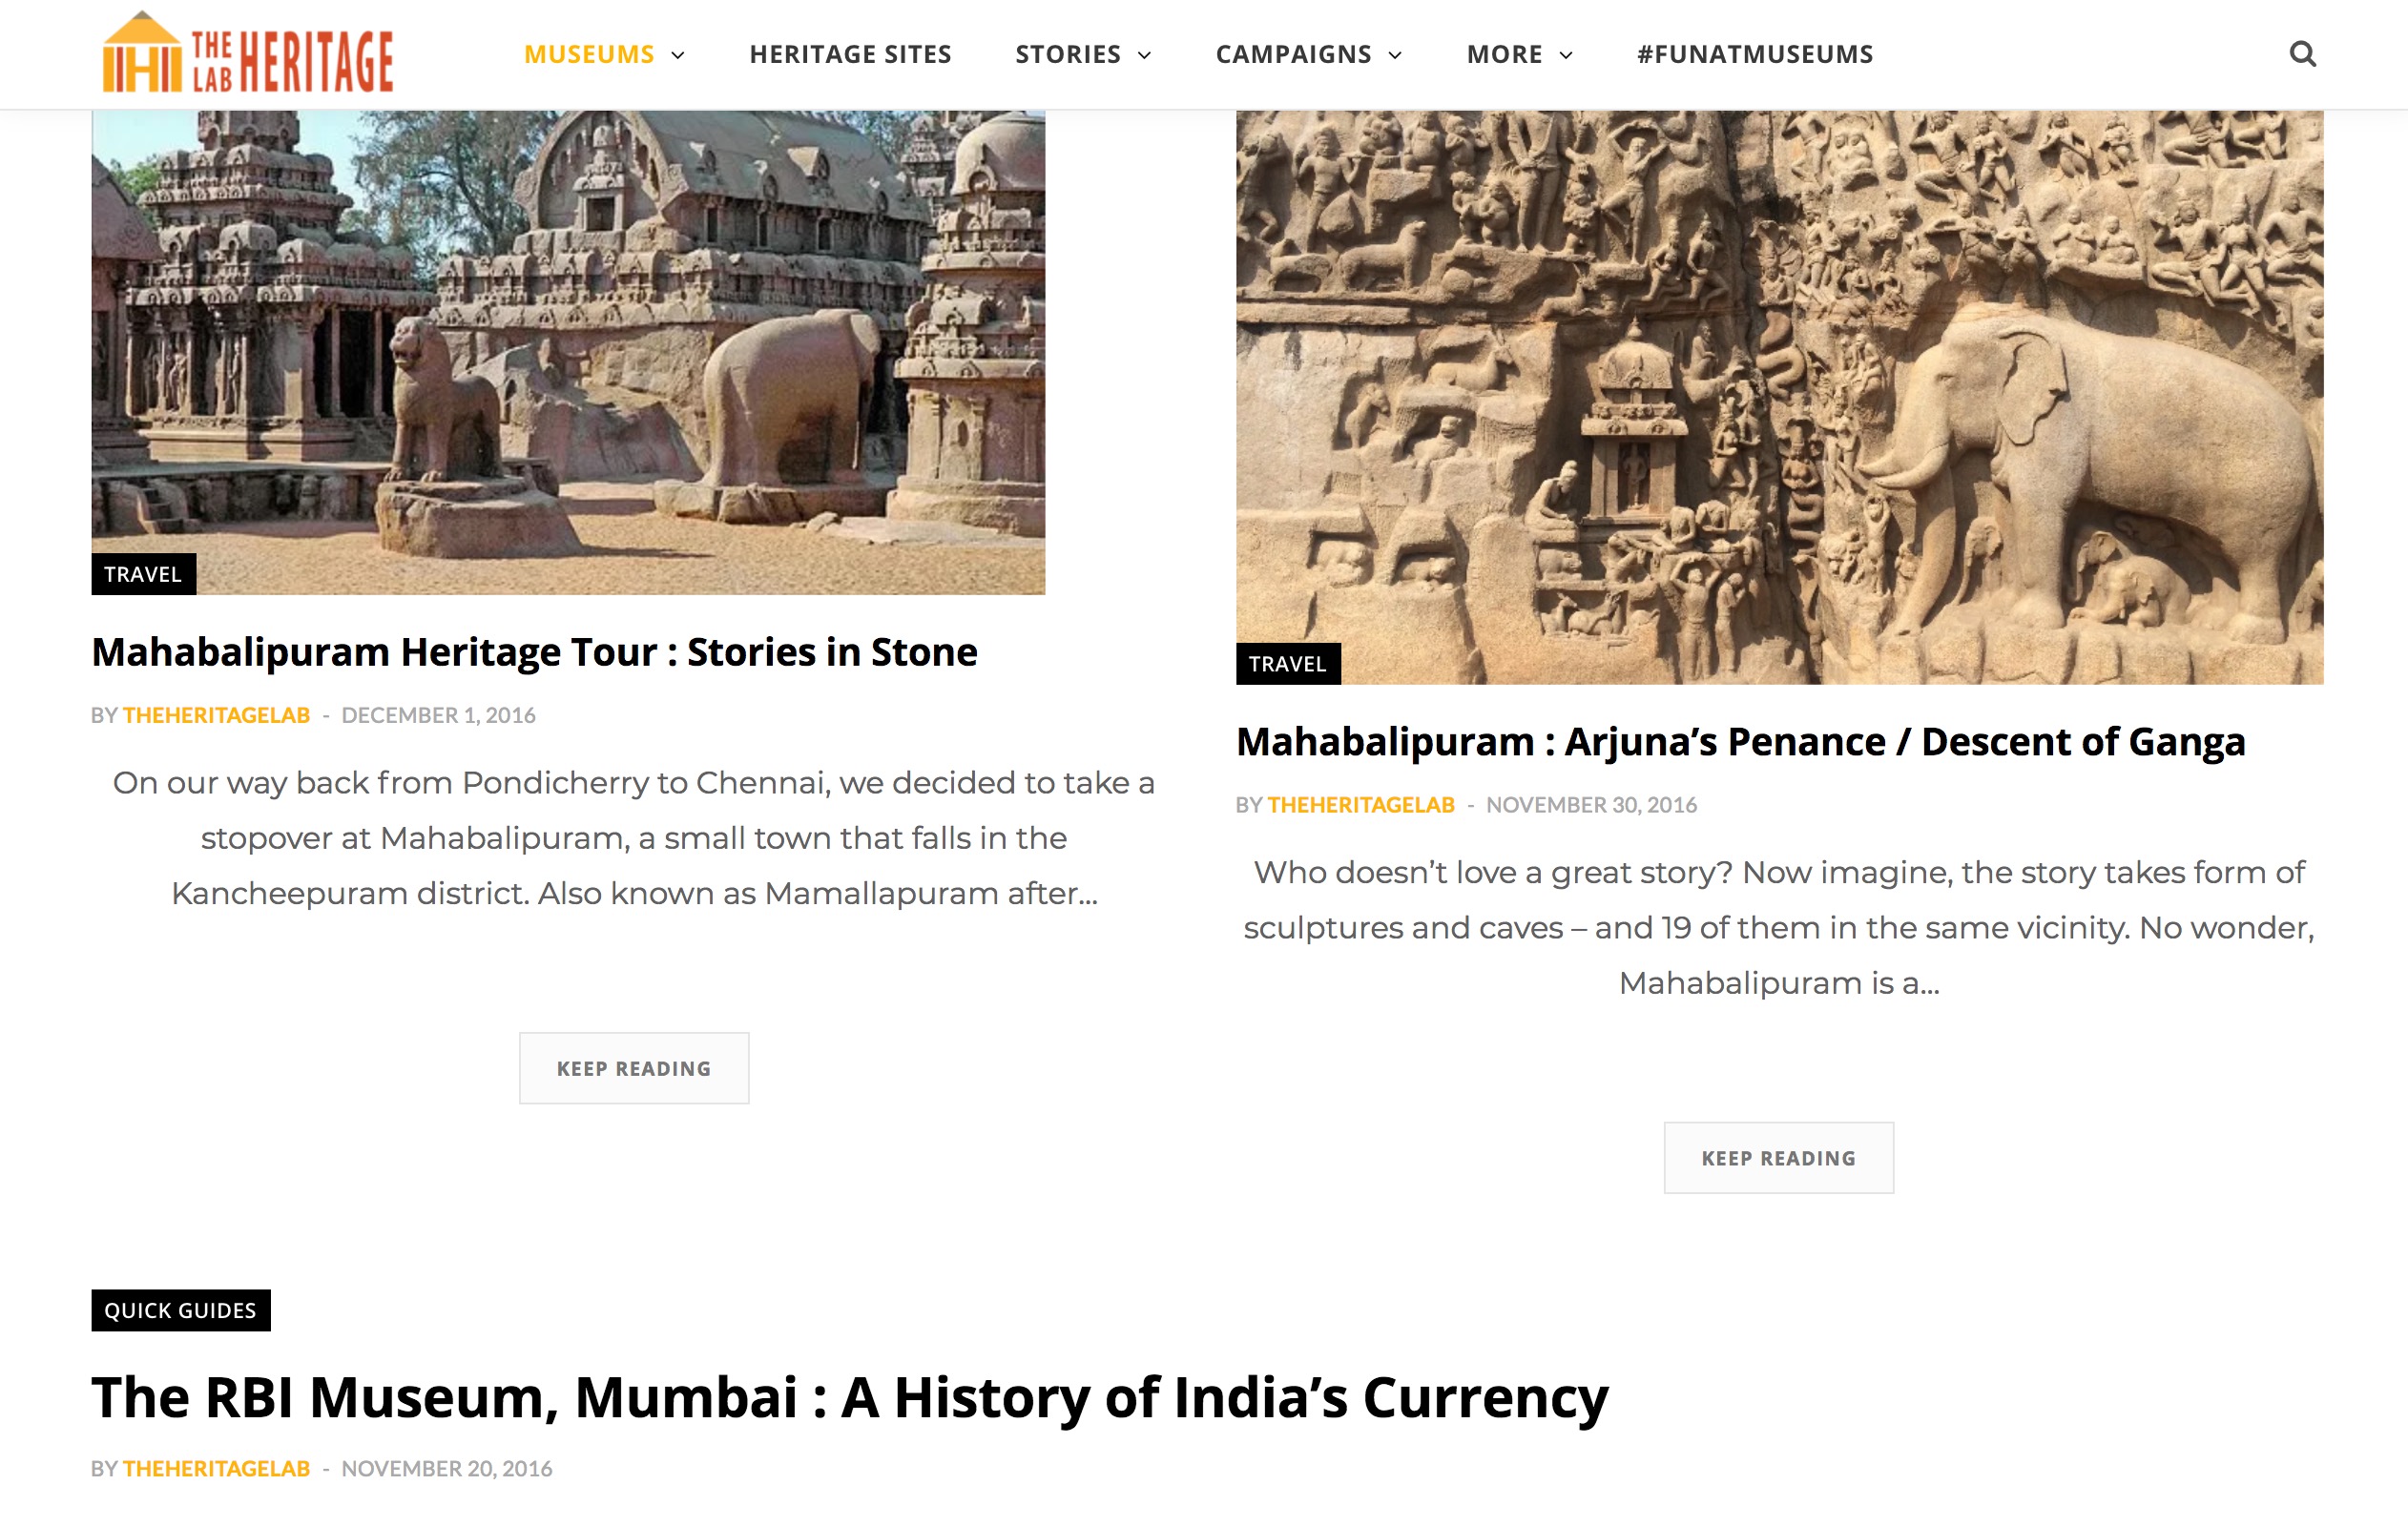 THE
LAB
HERITAGE
MUSEUMS
HERITAGE SITES
STORIES
CAMPAIGNS
MORE
#FUNATMUSEUMS
TRAVEL
Mahabalipuram Heritage Tour : Stories in Stone
BY THEHERITAGELAB - DECEMBER 1, 2016
On our way back from Pondicherry to Chennai, we decided to take a
stopover at Mahabalipuram, a small town that falls in the
Kancheepuram district. Also known as Mamallapuram after...
KEEP READING
TRAVEL
Mahabalipuram : Arjuna’s Penance / Descent of Ganga
BY THEHERITAGELAB - NOVEMBER 30, 2016
Who doesn’t love a great story? Now imagine, the story takes form of
sculptures and caves – and 19 of them in the same vicinity. No wonder,
Mahabalipuram is a...
KEEP READING
QUICK GUIDES
The RBI Museum, Mumbai : A History of India’s Currency
BY THEHERITAGELAB - NOVEMBER 20, 2016